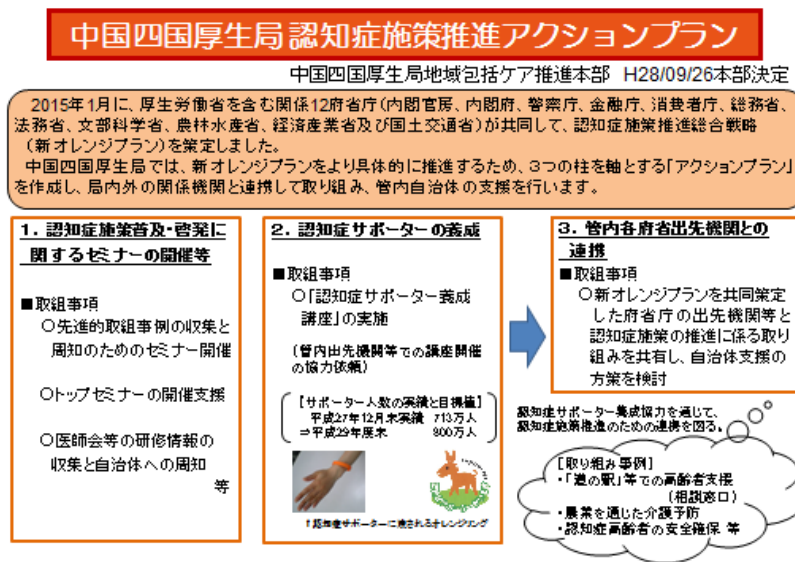 中国四国厚生局 認知症施策推進アクションプラン
中国四国厚生局地域包括ケア推進本部 H28/09/26本部決定
2015年1月に、厚生労働省を含む関係12府省庁(内閣官房、内閣府、警察庁、金融庁、消費者庁、総務省、
法務省、文部科学省、農林水産省、経済産業省及び国土交通省)が共同して、認知症施策推進総合戦略
(新オレンジプラン)を策定しました。
中国四国厚生局では、新オレンジプランをより具体的に推進するため、3つの柱を軸とする「アクションプラン」
を作成し、局内外の関係機関と連携して取り組み、管内自治体の支援を行います。
1.認知症施策普及・啓発に
関するセミナーの開催等
■取組事項
○先進的取組事例の収集と
周知のためのセミナー開催
○トップセミナーの開催支援
○医師会等の研修情報の
収集と自治体への周知
等
2.認知症サポーターの養成
■取組事項
○「認知症サポーター養成
講座」の実施
(管内出先機関等での講座開催
の協力依頼)
【サポーター人数の実績と目標値】
平成27年12月末実績 713万人
⇒平成29年度末 800万人
↑認知症サポーターに渡されるオレンジリング
3.管内各府省出先機関との
連携
■取組事項
○新オレンジプランを共同策定
した府省庁の出先機関等と
認知症施策の推進に係る取り
組みを共有し、自治体支援の
方策を検討
認知症サポーター養成協力を通じて、
認知症施策推進のための連携を図る。
[取り組み事例]
・「道の駅」等での高齢者支援
(相談窓口)
・農業を通じた介護予防
・認知症高齢者の安全確保 等